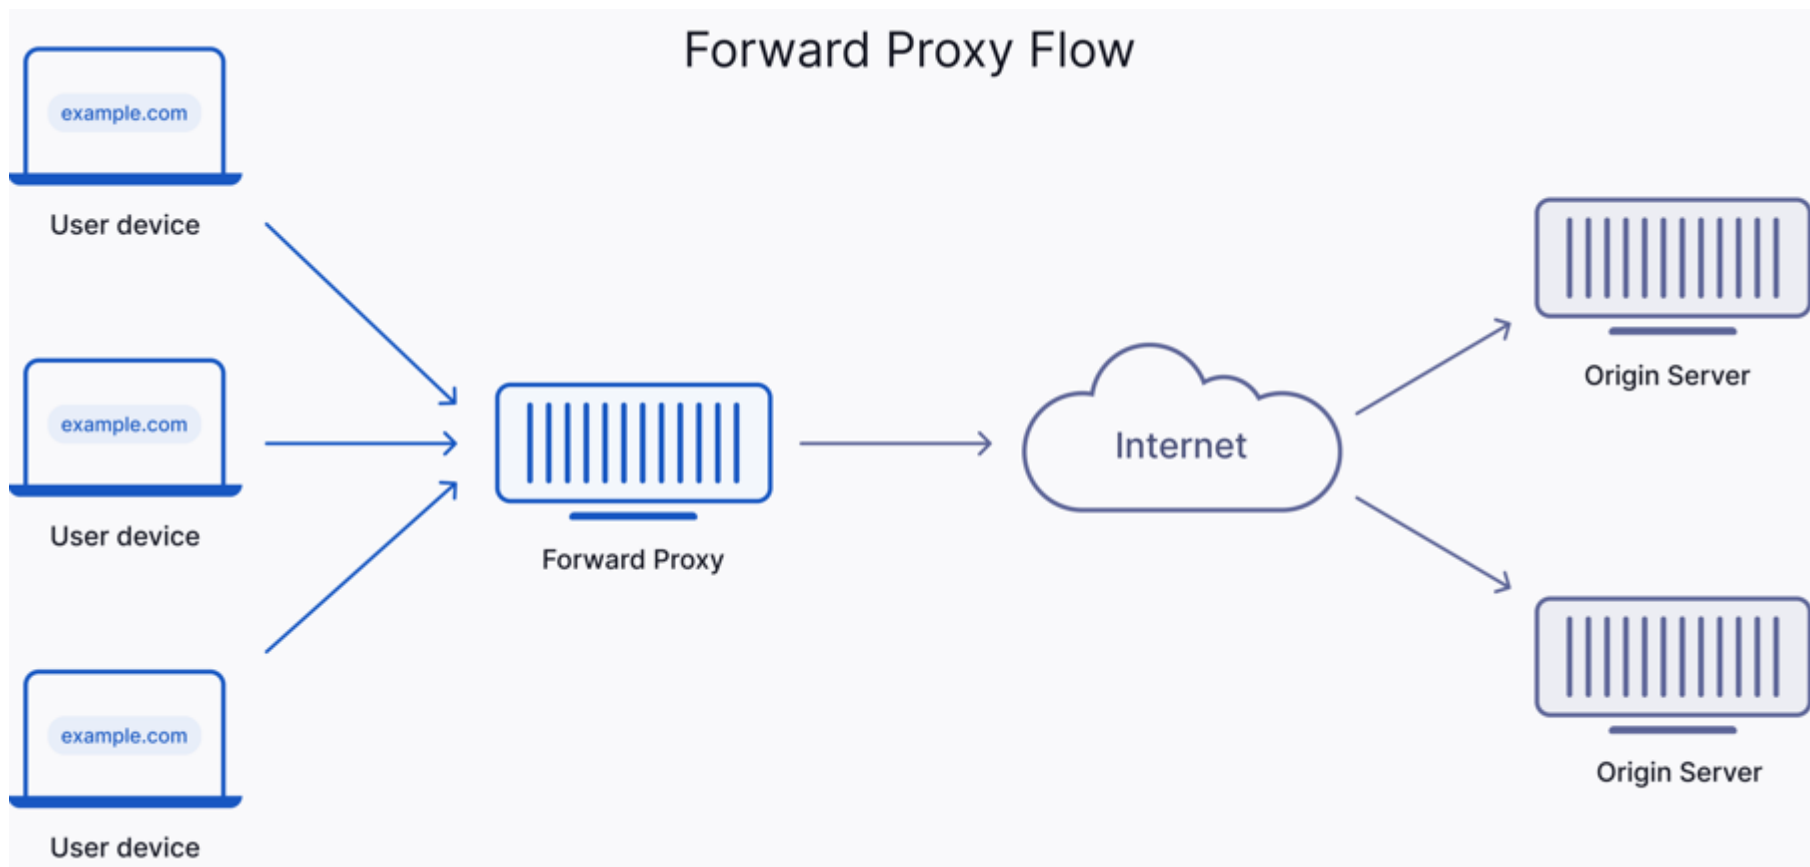 Forward Proxy Flow
example.com
User device
example.com
User device
example.com
User device
Forward Proxy
Internet
Origin Server
Origin Server